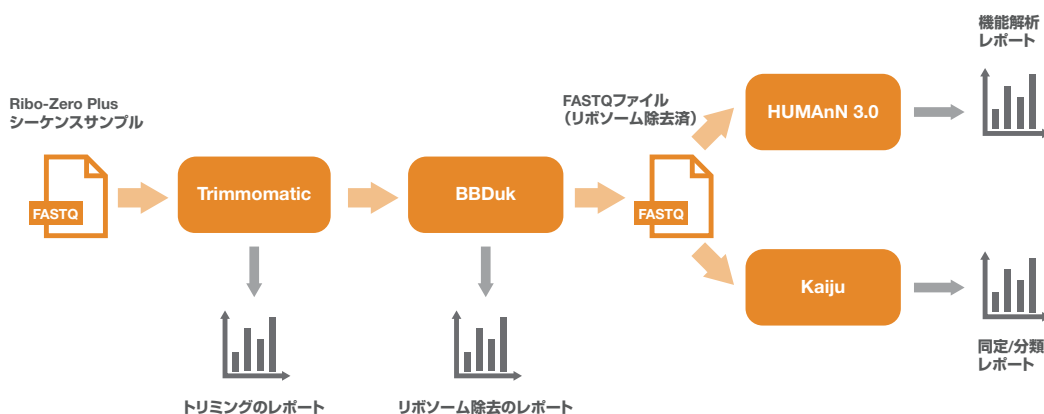 Ribo-Zero Plus
シーケンスサンプル
FASTQ
Trimmomatic
トリミングのレポート
BBDuk
リボソーム除去のレポート
FASTQファイル
（リボソーム除去済）
FASTQ
HUMAnN 3.0
機能解析
レポート
Kaiju
同定/分類
レポート